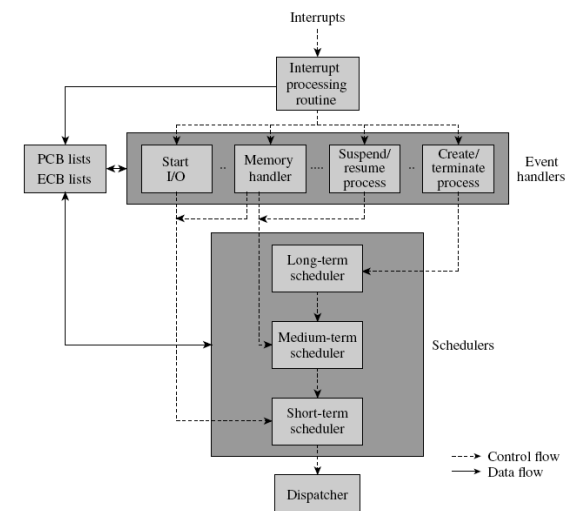 Interrupts
Interrupt
processing
routine
PCB lists
ECB lists
Start
I/O
..
Memory
handler
....
Suspend/
resume
process
..
Create/
terminate
process
Event
handlers
Long-term
scheduler
Medium-term
scheduler
Schedulers
Short-term
scheduler
Control flow
Data flow
Dispatcher